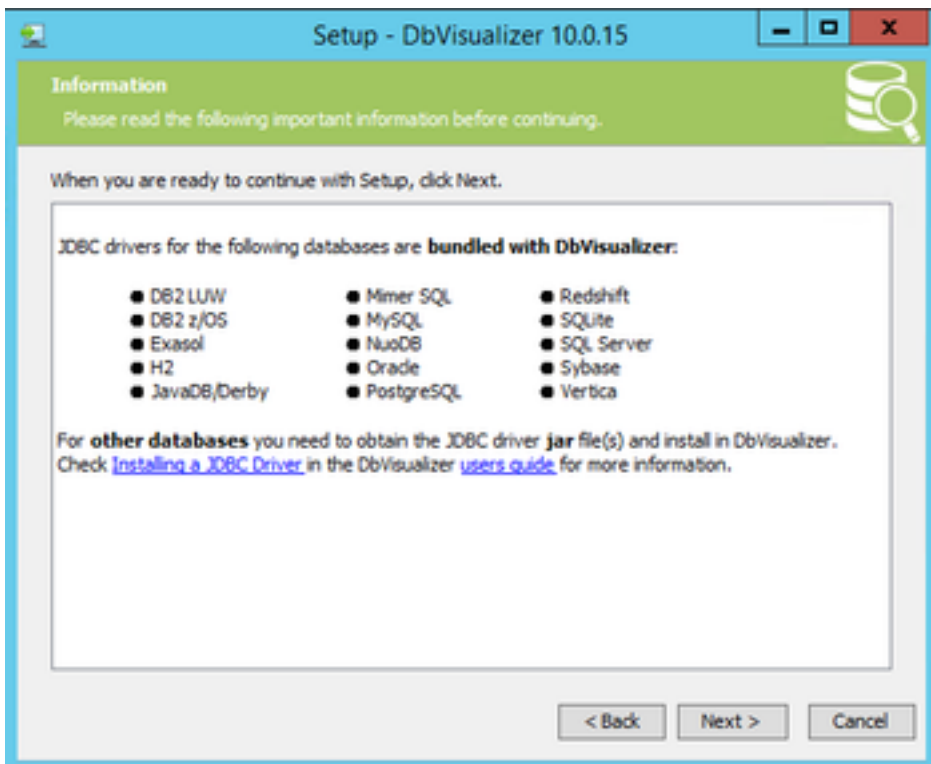 Setup - DbVisualizer 10.0.15
Information
Please read the following important information before continuing.
When you are ready to continue with Setup, click Next.
JDBC drivers for the following databases are bundled with DbVisualizer:
DB2 LUW
DB2 z/OS
Exasol
H2
JavaDB/Derby
Mimer SQL
MySQL
NuoDB
Oracle
PostgreSQL
Redshift
SQLite
SQL Server
Sybase
Vertica
For other databases you need to obtain the JDBC driver jar file(s) and install in DbVisualizer.
Check Installing a JDBC Driver in the DbVisualizer users guide for more information.
< Back
Next >
Cancel